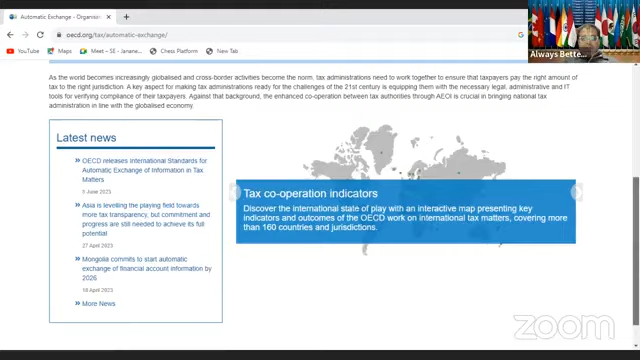 Automatic Exchange - Organisa
oecd.org/tax/automatic-exchange/
YouTube
Maps
Meet – SE - Janane
Chess Platform
New Tab
Always Bette...
As the world becomes increasingly globalised and cross-border activities become the norm, tax administrations need to work together to ensure that taxpayers pay the right amount of
tax to the right jurisdiction. A key aspect for making tax administrations ready for the challenges of the 21st century is equipping them with the necessary legal, administrative and IT
tools for verifying compliance of their taxpayers. Against that background, the enhanced co-operation between tax authorities through AEOI is crucial in bringing national tax
administration in line with the globalised economy.
Latest news
OECD releases International Standards for
Automatic Exchange of Information in Tax
Matters
8 June 2023
Asia is levelling the playing field towards
more tax transparency, but commitment and
progress are still needed to achieve its full
potential
27 April 2023
Mongolia commits to start automatic
exchange of financial account information by
2026
18 April 2023
More News
Tax co-operation indicators
Discover the international state of play with an interactive map presenting key
indicators and outcomes of the OECD work on international tax matters, covering more
than 160 countries and jurisdictions.
zoom